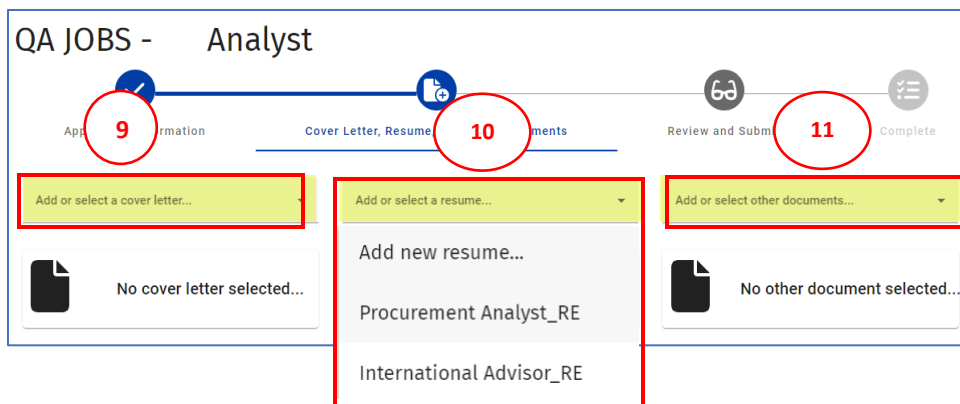 QA JOBS - Analyst
9
10
11
App rmation
Cover Letter, Resume, ments
Review and Subm
Complete
Add or select a cover letter...
Add or select a resume...
Add or select other documents...
No cover letter selected...
Add new resume...
Procurement Analyst_RE
International Advisor_RE
No other document selected...